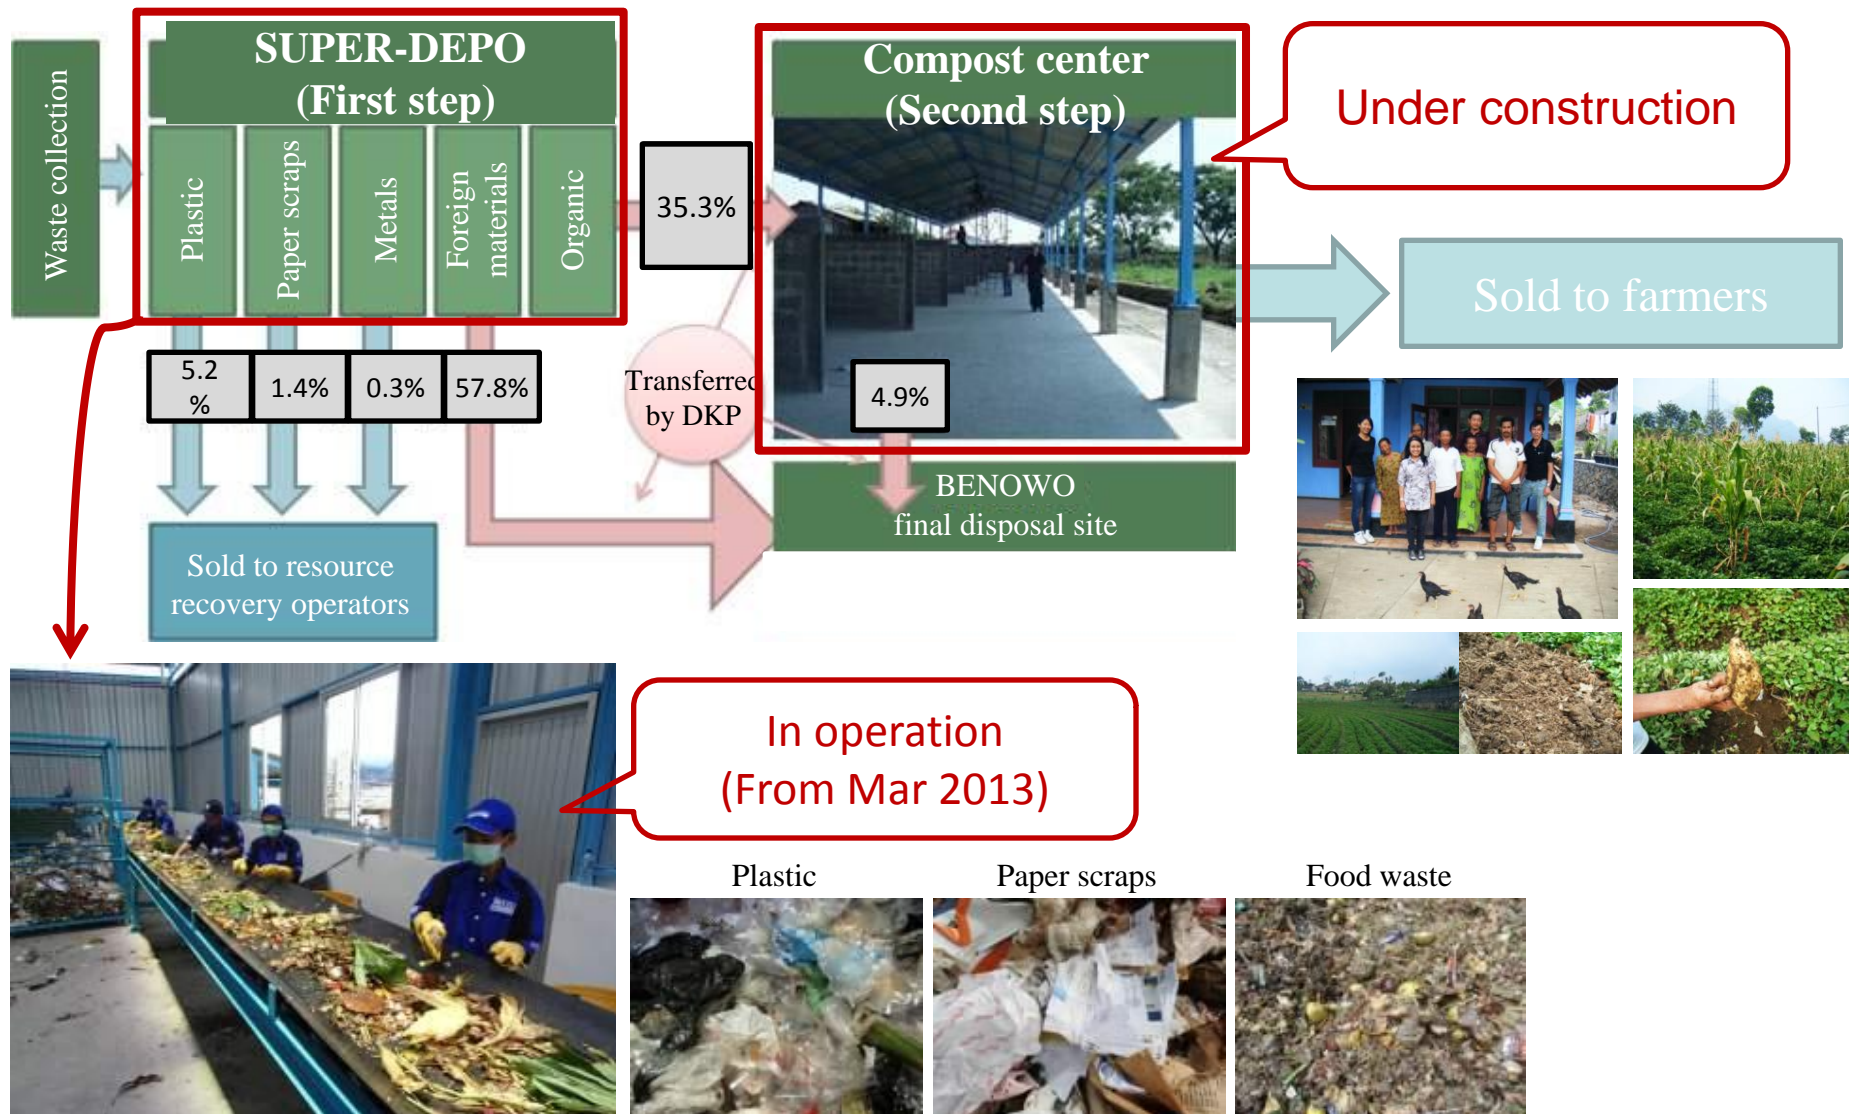 Waste collection
SUPER-DEPO
(First step)
Plastic
Paper scraps
Metals
Foreign
materials
Organic
35.3%
Compost center
(Second step)
Under construction
Sold to farmers
5.2
%
1.4%
0.3%
57.8%
Transferred
by DKP
4.9%
BENOWO
final disposal site
Sold to resource
recovery operators
In operation
(From Mar 2013)
Plastic
Paper scraps
Food waste